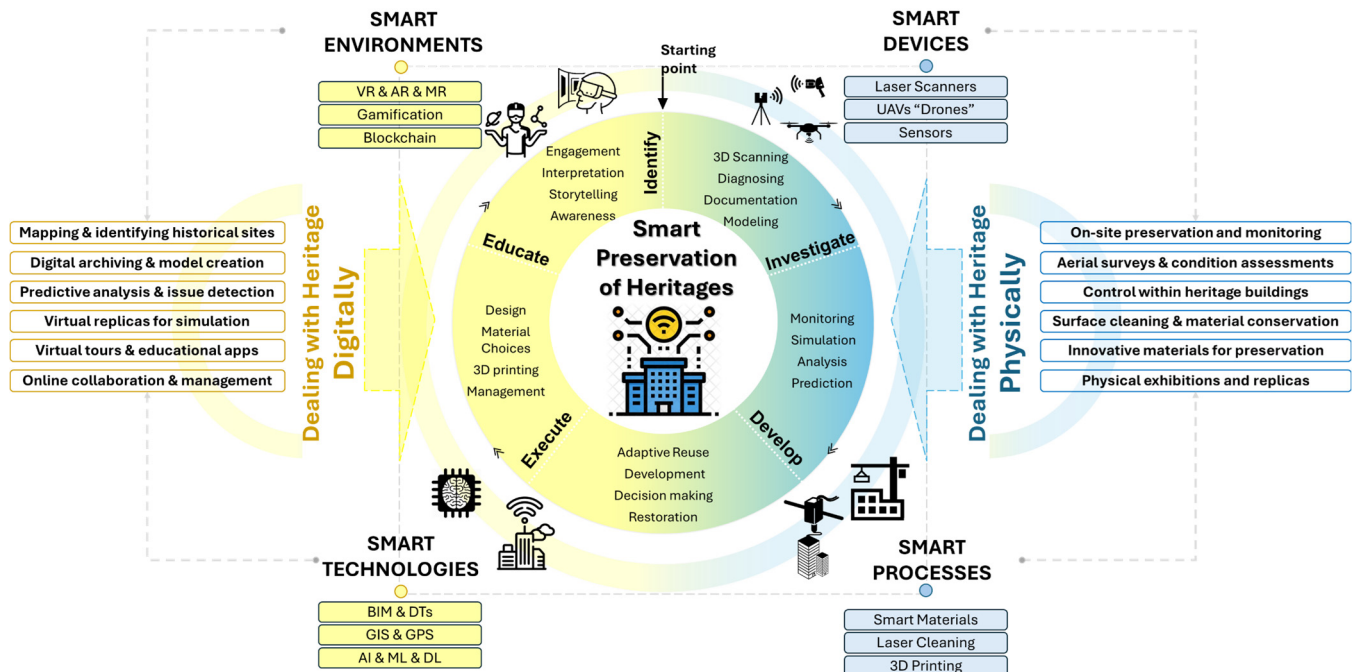 SMART
ENVIRONMENTS
VR & AR & MR
Gamification
Blockchain
Starting
point
SMART
DEVICES
Laser Scanners
UAVs “Drones”
Sensors
Dealing with Heritage
Digitally
Mapping & identifying historical sites
Digital archiving & model creation
Predictive analysis & issue detection
Virtual replicas for simulation
Virtual tours & educational apps
Online collaboration & management
Identify
3D Scanning
Diagnosing
Documentation
Modeling
Investigate
Monitoring
Simulation
Analysis
Prediction
Develop
Adaptive Reuse
Development
Decision making
Restoration
Execute
Design
Material
Choices
3D printing
Management
Educate
Engagement
Interpretation
Storytelling
Awareness
Smart
Preservation
of Heritages
Dealing with Heritage
Physically
On-site preservation and monitoring
Aerial surveys & condition assessments
Control within heritage buildings
Surface cleaning & material conservation
Innovative materials for preservation
Physical exhibitions and replicas
SMART
TECHNOLOGIES
BIM & DTs
GIS & GPS
AI & ML & DL
SMART
PROCESSES
Smart Materials
Laser Cleaning
3D Printing